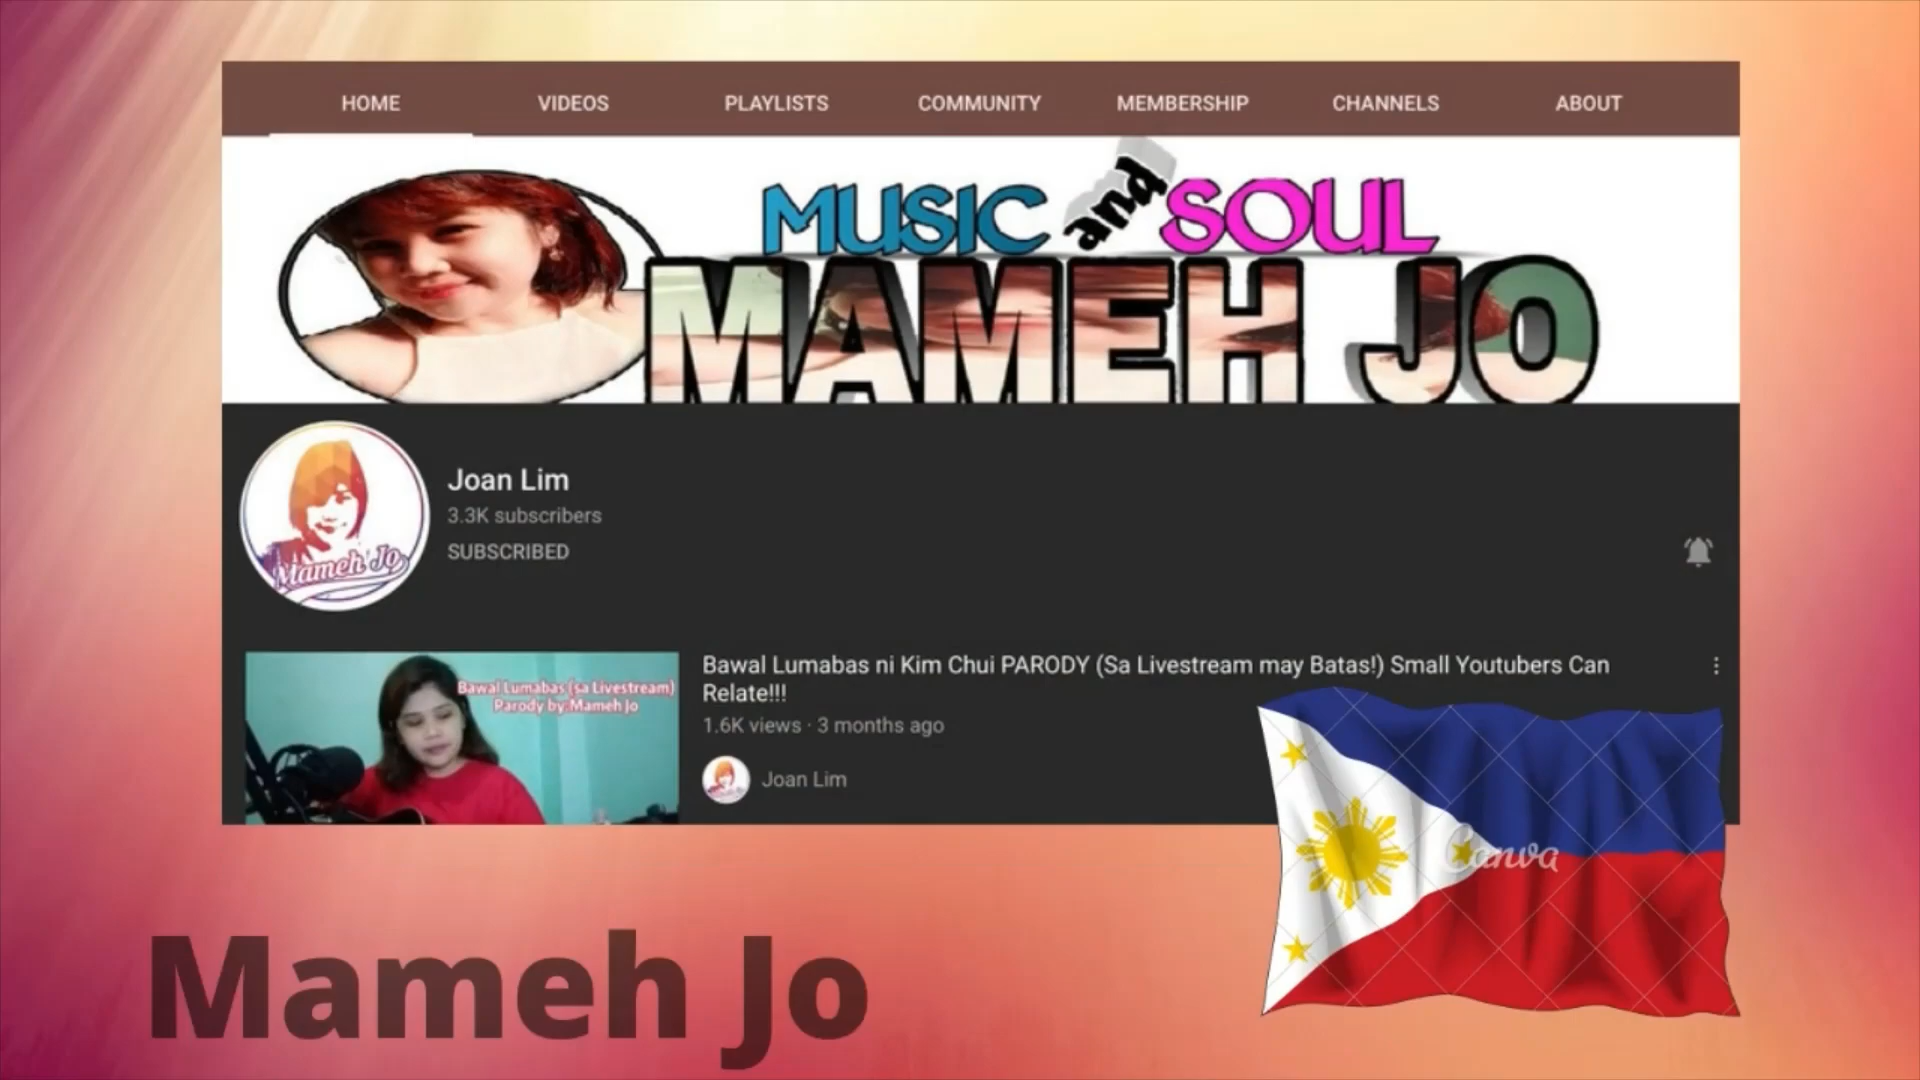 HOME VIDEOS PLAYLISTS COMMUNITY MEMBERSHIP CHANNELS ABOUT
MUSIC and SOUL
MAMEH JO
Joan Lim
3.3K subscribers
SUBSCRIBED
Mameh Jo
Bawal Lumabas (sa Livestream)
Parody by:Mameh Jo
Bawal Lumabas ni Kim Chui PARODY (Sa Livestream may Batas!) Small Youtubers Can
Relate!!!
1.6K views · 3 months ago
Joan Lim
Canva
Mameh Jo